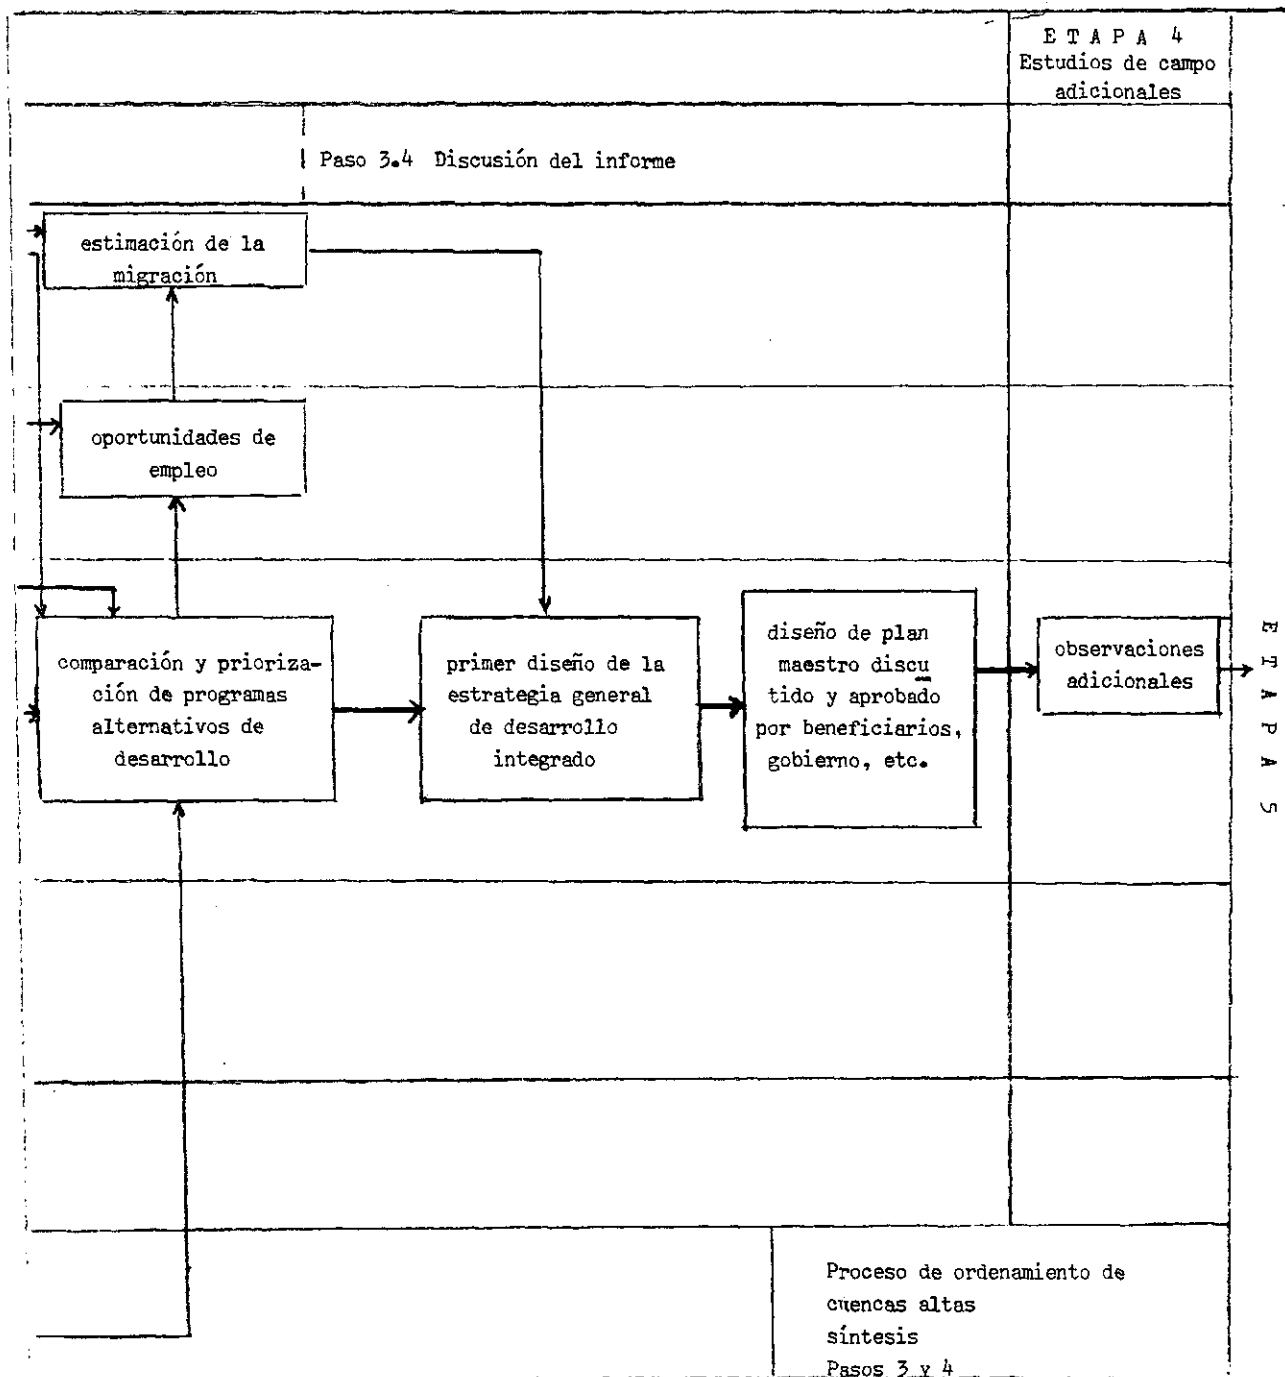 E T A P A 4
Estudios de campo
adicionales
Paso 3.4 Discusión del informe
estimación de la
migración
oportunidades de
empleo
comparación y prioriza-
ción de programas
alternativos de
desarrollo
primer diseño de la
estrategia general
de desarrollo
integrado
diseño de plan
maestro discu
tido y aprobado
por beneficiarios,
gobierno, etc.
observaciones
adicionales
E T A P A 5
Proceso de ordenamiento de
cuencas altas
síntesis
Pasos 3 y 4